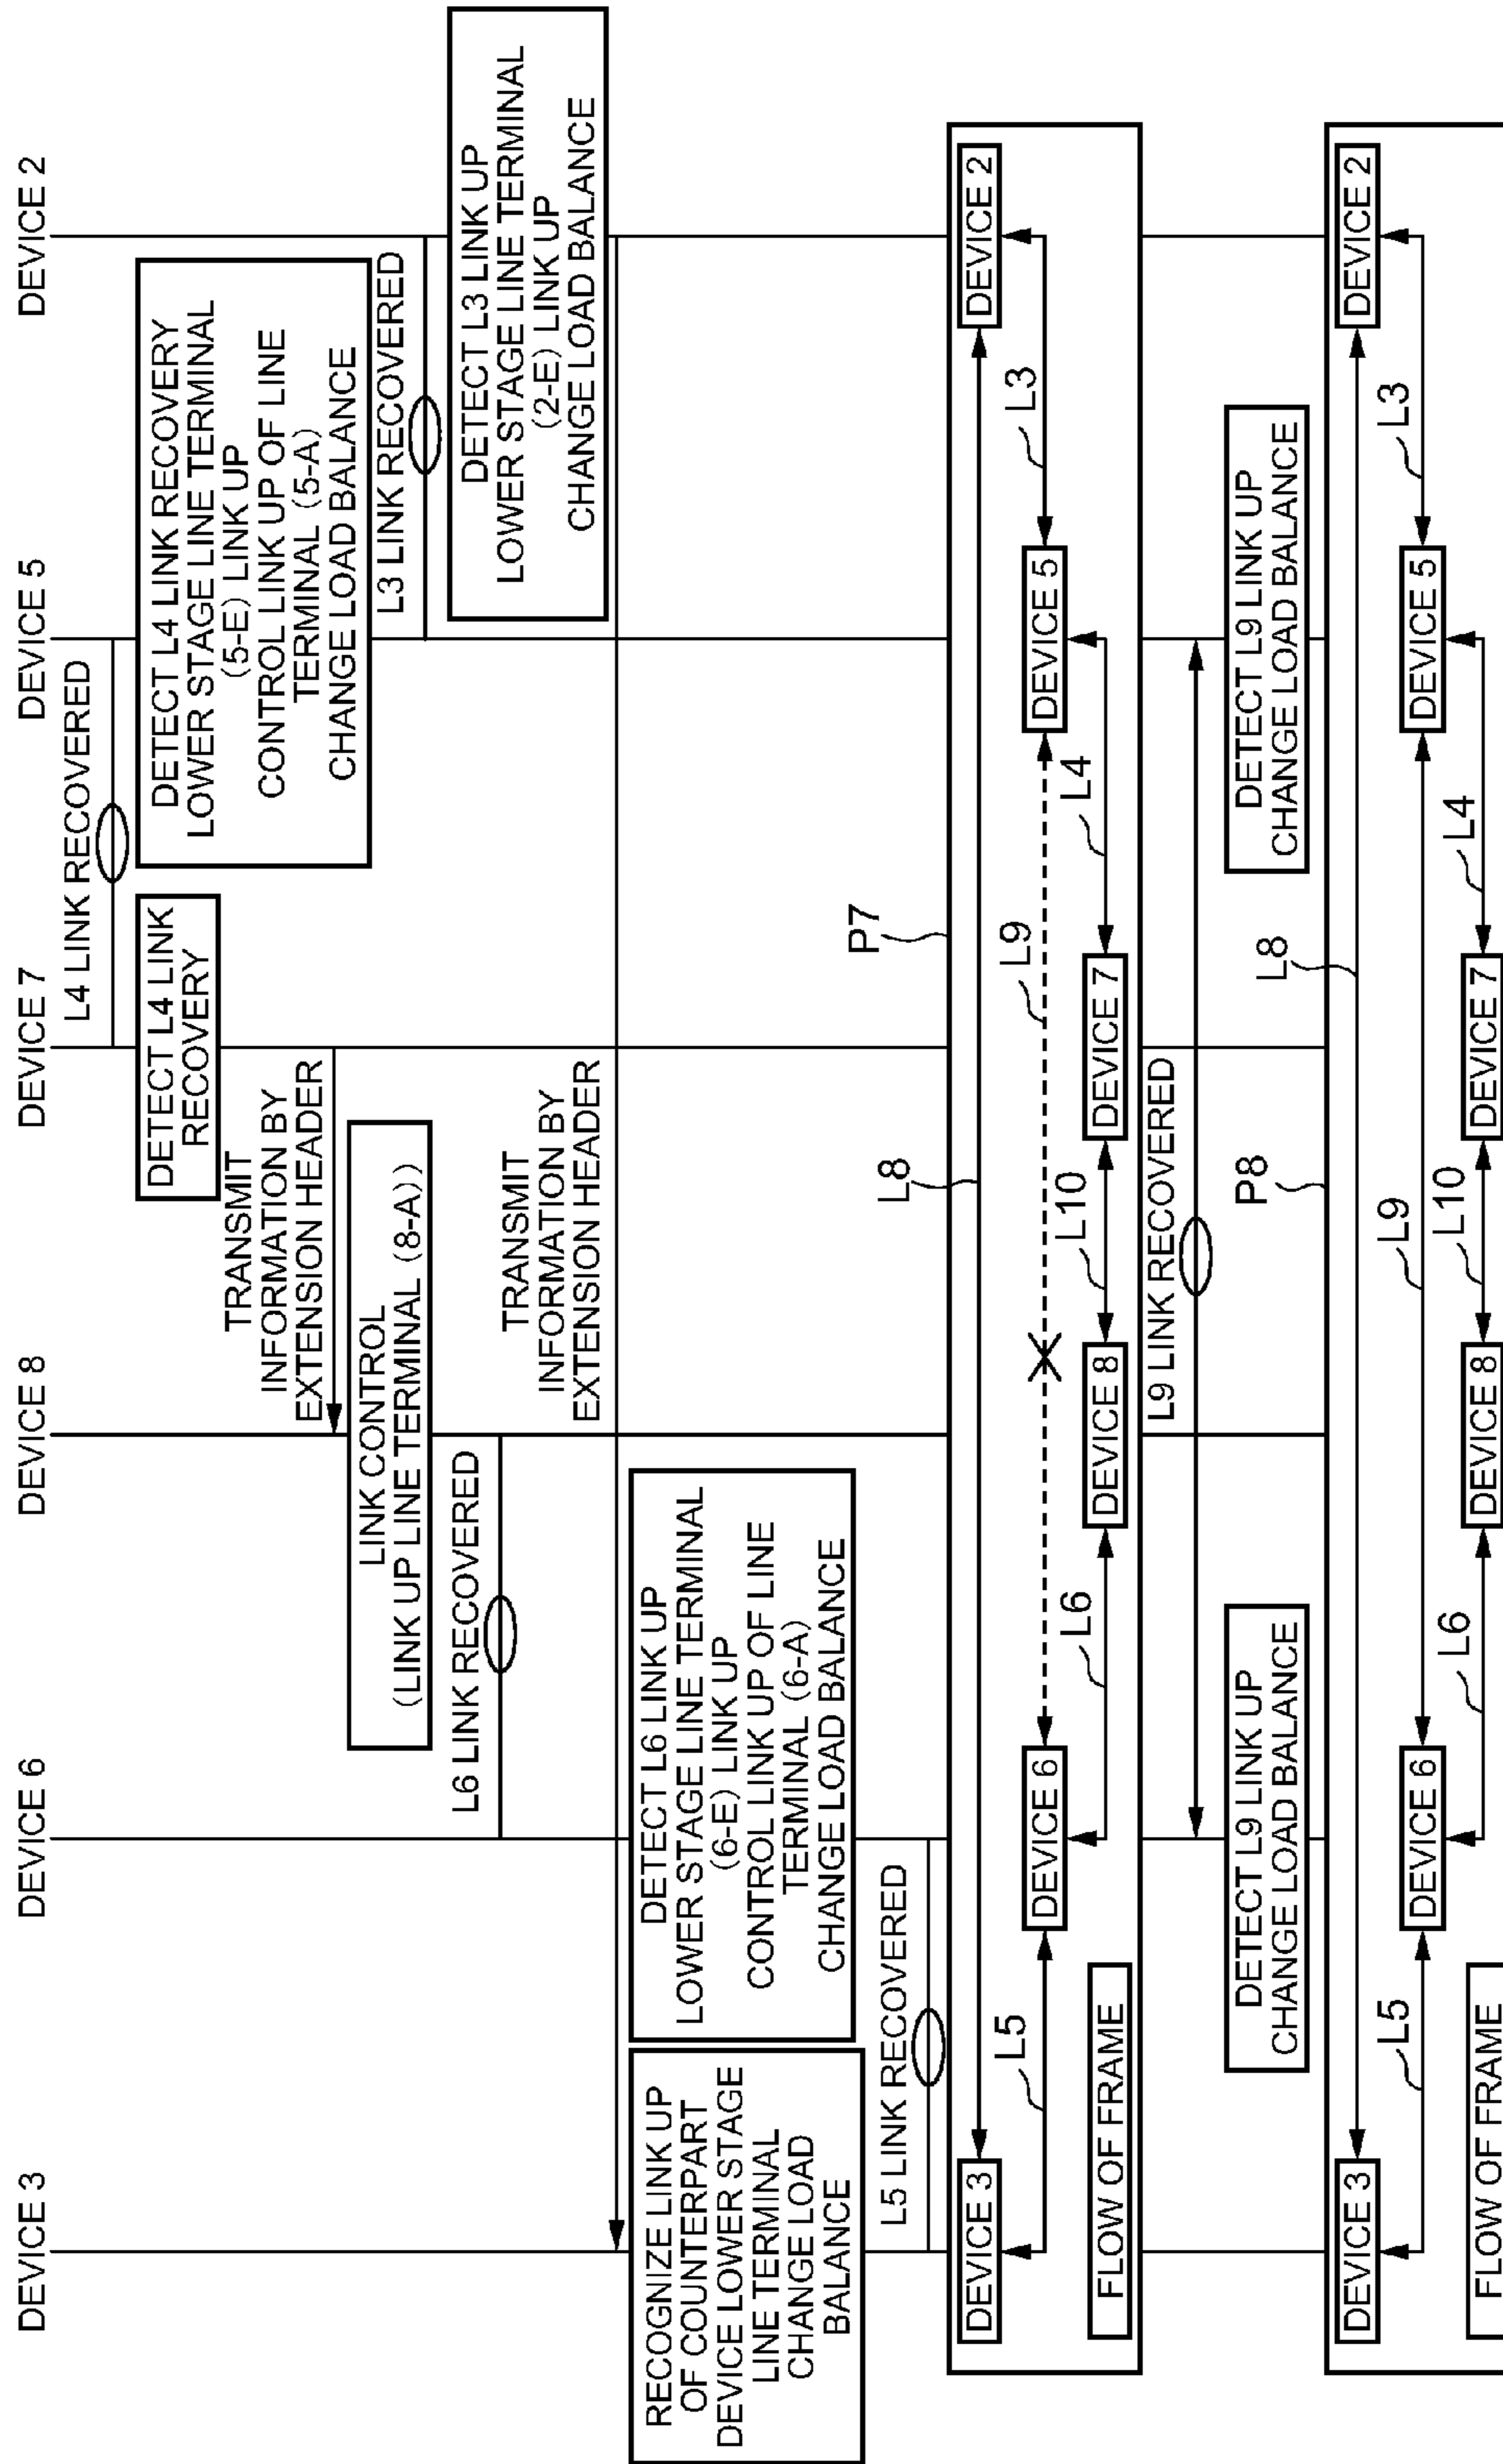 DEVICE 3
DEVICE 6
DEVICE 8
DEVICE 7
DEVICE 5
DEVICE 2
L4 LINK RECOVERED
DETECT L4 LINK
RECOVERY
DETECT L4 LINK RECOVERY
LOWER STAGE LINE TERMINAL
(5-E) LINK UP
CONTROL LINK UP OF LINE
TERMINAL (5-A)
CHANGE LOAD BALANCE
TRANSMIT
INFORMATION BY
EXTENSION HEADER
LINK CONTROL
(LINK UP LINE TERMINAL (8-A))
L3 LINK RECOVERED
DETECT L3 LINK UP
LOWER STAGE LINE TERMINAL
(2-E) LINK UP
CHANGE LOAD BALANCE
L6 LINK RECOVERED
TRANSMIT
INFORMATION BY
EXTENSION HEADER
RECOGNIZE LINK UP
OF COUNTERPART
DEVICE LOWER STAGE
LINE TERMINAL
CHANGE LOAD
BALANCE
DETECT L6 LINK UP
LOWER STAGE LINE TERMINAL
(6-E) LINK UP
CONTROL LINK UP OF LINE
TERMINAL (6-A)
CHANGE LOAD BALANCE
L5 LINK RECOVERED
P7
L8
DEVICE 3
DEVICE 2
L5
L9
L3
DEVICE 6
DEVICE 5
L6
L10
L4
DEVICE 8
DEVICE 7
FLOW OF FRAME
L9 LINK RECOVERED
DETECT L9 LINK UP
CHANGE LOAD BALANCE
DETECT L9 LINK UP
CHANGE LOAD BALANCE
P8
L8
DEVICE 3
DEVICE 2
L5
L9
L3
DEVICE 6
DEVICE 5
L6
L10
L4
DEVICE 8
DEVICE 7
FLOW OF FRAME